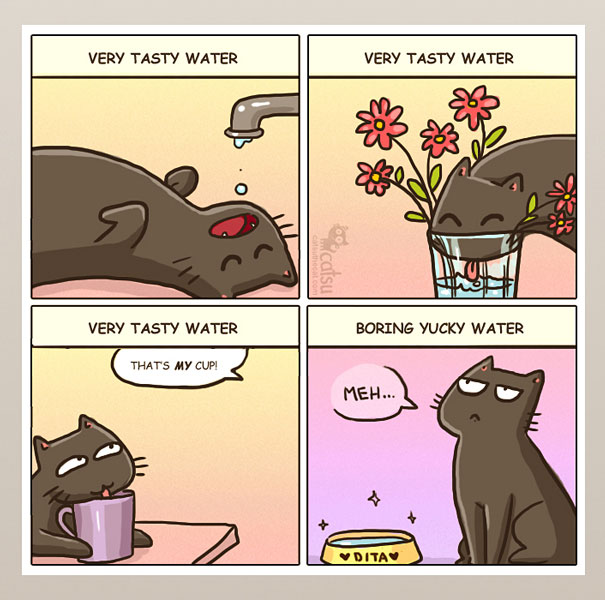 VERY TASTY WATER
VERY TASTY WATER
catsu
VERY TASTY WATER
THAT'S MY CUP!
BORING YUCKY WATER
MEH...
♥DITA♥